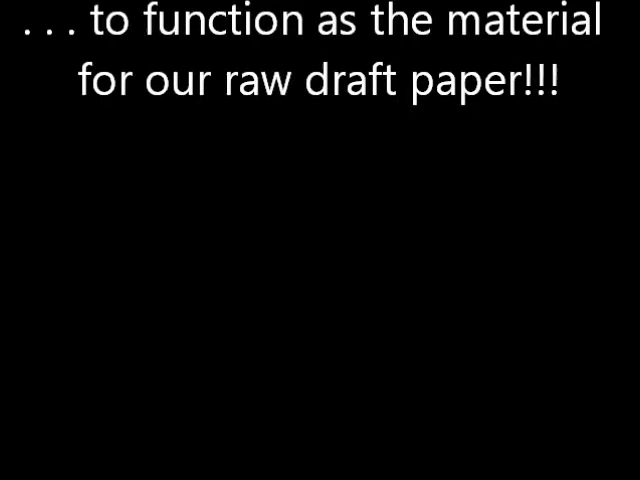 . . . to function as the material
for our raw draft paper!!!